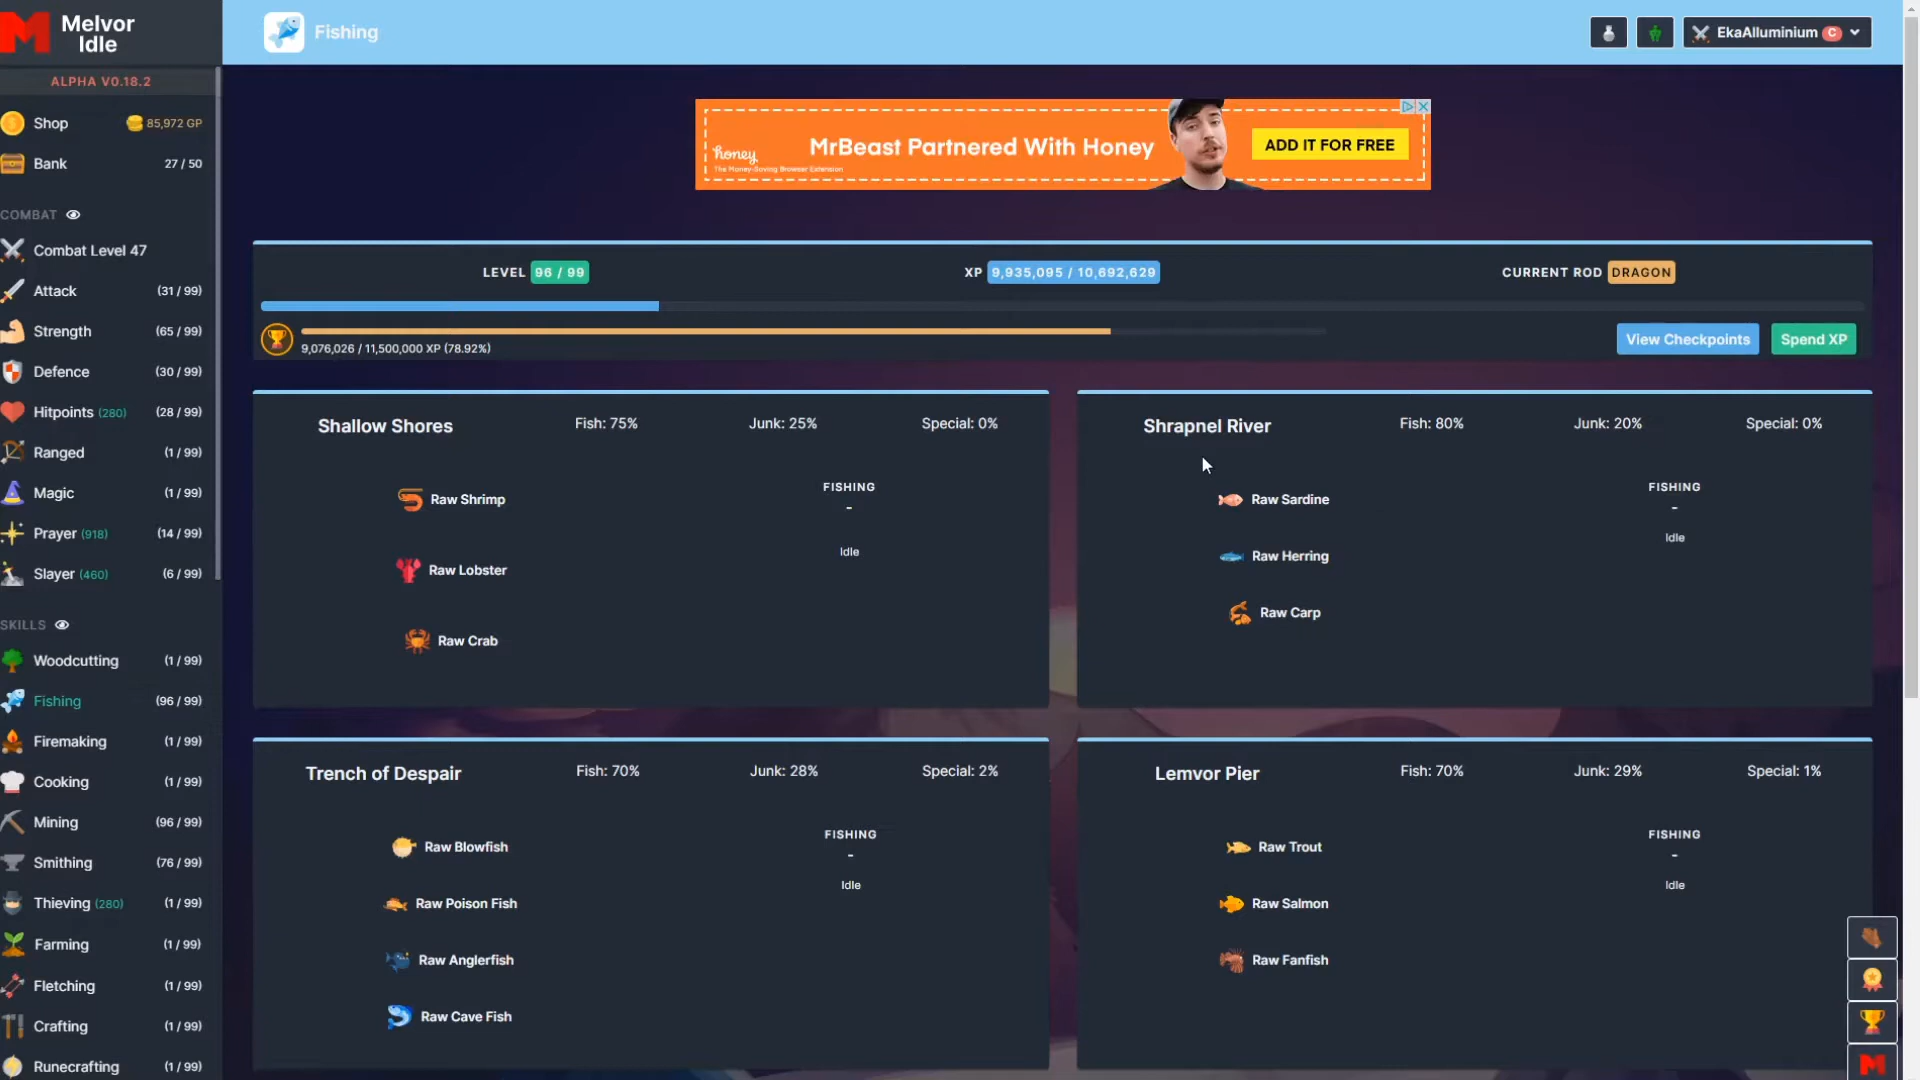 Melvor
Idle
Fishing
EkaAlluminium C
ALPHA V0.18.2
Shop 85,972 GP
Bank 27 / 50
COMBAT
Combat Level 47
Attack (31 / 99)
Strength (65 / 99)
Defence (30 / 99)
Hitpoints (280) (28 / 99)
Ranged (1 / 99)
Magic (1 / 99)
Prayer (918) (14 / 99)
Slayer (460) (6 / 99)
SKILLS
Woodcutting (1 / 99)
Fishing (96 / 99)
Firemaking (1 / 99)
Cooking (1 / 99)
Mining (96 / 99)
Smithing (76 / 99)
Thieving (280) (1 / 99)
Farming (1 / 99)
Fletching (1 / 99)
Crafting (1 / 99)
Runecrafting (1 / 99)
honey
The Money-Saving Browser Extension
MrBeast Partnered With Honey
ADD IT FOR FREE
LEVEL 96 / 99 XP 9,935,095 / 10,692,629 CURRENT ROD DRAGON
9,076,026 / 11,500,000 XP (78.92%)
View Checkpoints Spend XP
Shallow Shores Fish: 75% Junk: 25% Special: 0%
Raw Shrimp
Raw Lobster
Raw Crab
FISHING
-
Idle
Shrapnel River Fish: 80% Junk: 20% Special: 0%
Raw Sardine
Raw Herring
Raw Carp
FISHING
-
Idle
Trench of Despair Fish: 70% Junk: 28% Special: 2%
Raw Blowfish
Raw Poison Fish
Raw Anglerfish
Raw Cave Fish
FISHING
-
Idle
Lemvor Pier Fish: 70% Junk: 29% Special: 1%
Raw Trout
Raw Salmon
Raw Fanfish
FISHING
-
Idle